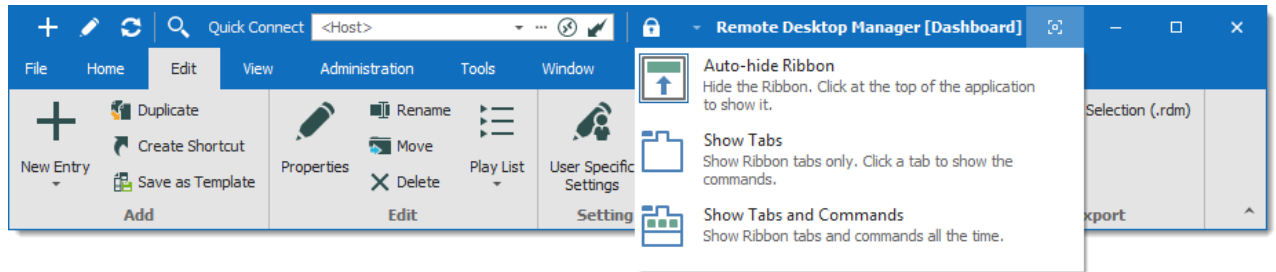 Quick Connect <Host> Remote Desktop Manager [Dashboard]
File Home Edit View Administration Tools Window
Auto-hide Ribbon
Hide the Ribbon. Click at the top of the application
to show it.
Show Tabs
Show Ribbon tabs only. Click a tab to show the
commands.
Show Tabs and Commands
Show Ribbon tabs and commands all the time.
New Entry
Duplicate
Create Shortcut
Save as Template
Add
Properties
Rename
Move
Delete
Play List
Edit
User Specific
Settings
Setting
Selection (.rdm)
xport